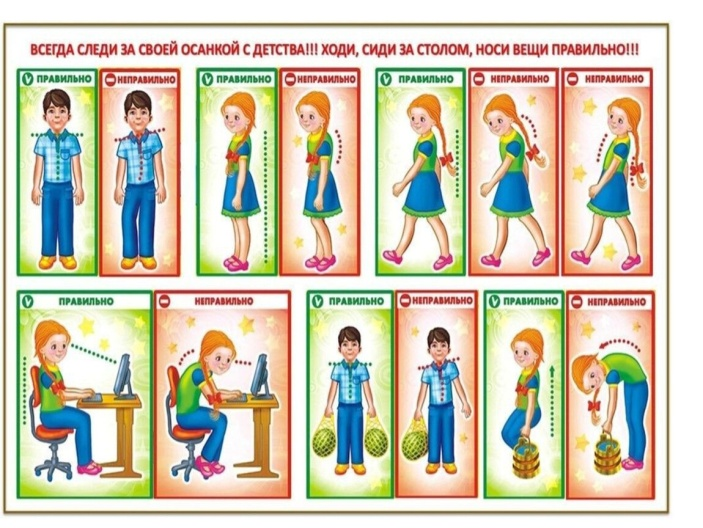 ВСЕГДА СЛЕДИ ЗА СВОЕЙ ОСАНКОЙ С ДЕТСТВА!!! ХОДИ, СИДИ ЗА СТОЛОМ, НОСИ ВЕЩИ ПРАВИЛЬНО!!!
ПРАВИЛЬНО НЕПРАВИЛЬНО ПРАВИЛЬНО НЕПРАВИЛЬНО ПРАВИЛЬНО НЕПРАВИЛЬНО НЕПРАВИЛЬНО
ПРАВИЛЬНО НЕПРАВИЛЬНО ПРАВИЛЬНО НЕПРАВИЛЬНО ПРАВИЛЬНО НЕПРАВИЛЬНО